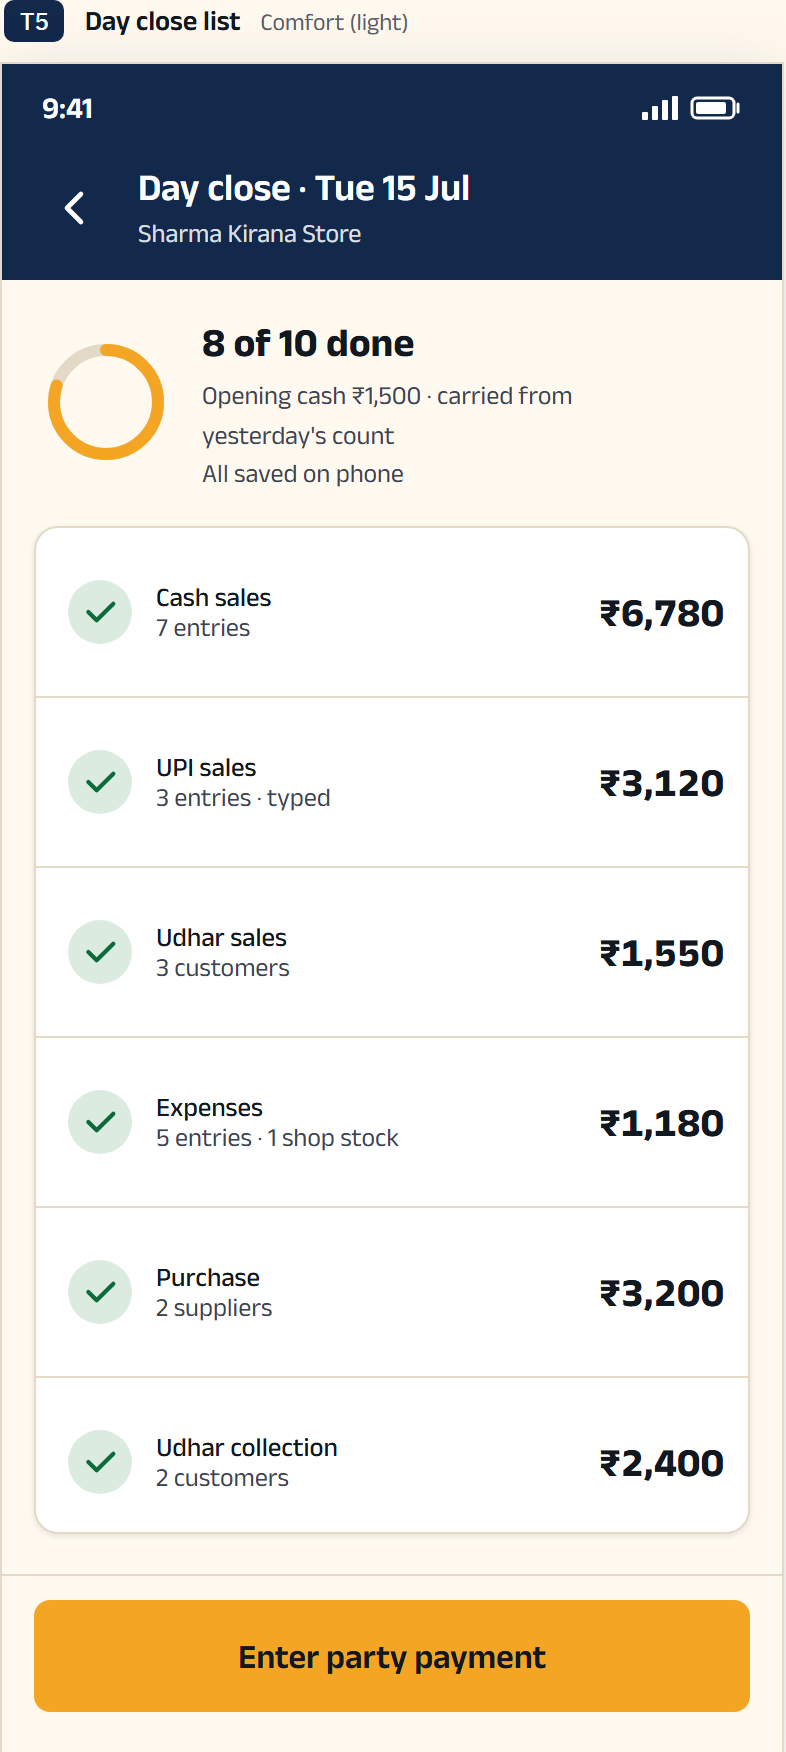 T5 Day close list Comfort (light)
9:41
Day close · Tue 15 Jul
Sharma Kirana Store
8 of 10 done
Opening cash ₹1,500 · carried from
yesterday's count
All saved on phone
Cash sales
7 entries
₹6,780
UPI sales
3 entries · typed
₹3,120
Udhar sales
3 customers
₹1,550
Expenses
5 entries · 1 shop stock
₹1,180
Purchase
2 suppliers
₹3,200
Udhar collection
2 customers
₹2,400
Enter party payment